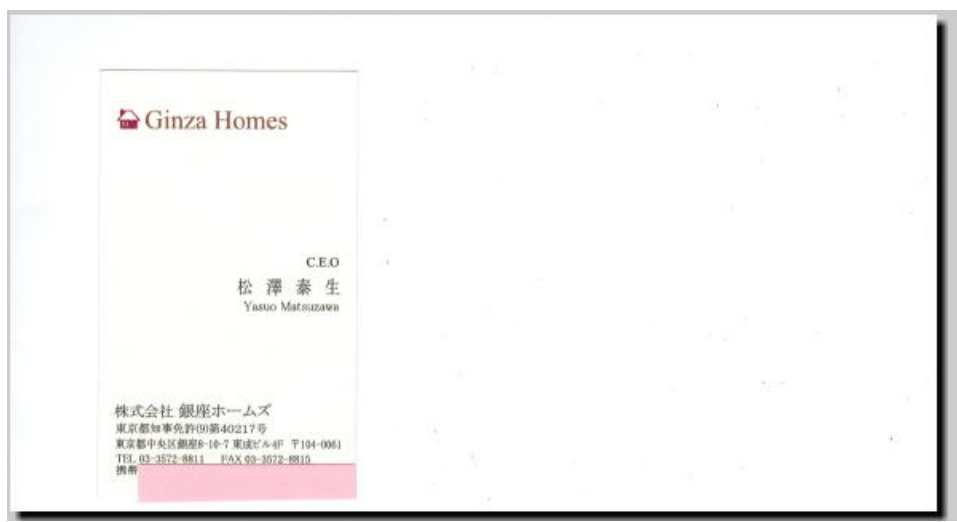 Ginza Homes
C.E.O
松澤泰生
Yasuo Matsuzawa
株式会社 銀座ホームズ
東京都知事免許(9)第40217号
東京都中央区銀座8-10-7 東成ビル4F 〒104-0061
TEL 03-3572-8811 FAX 03-3572-8815
携帯